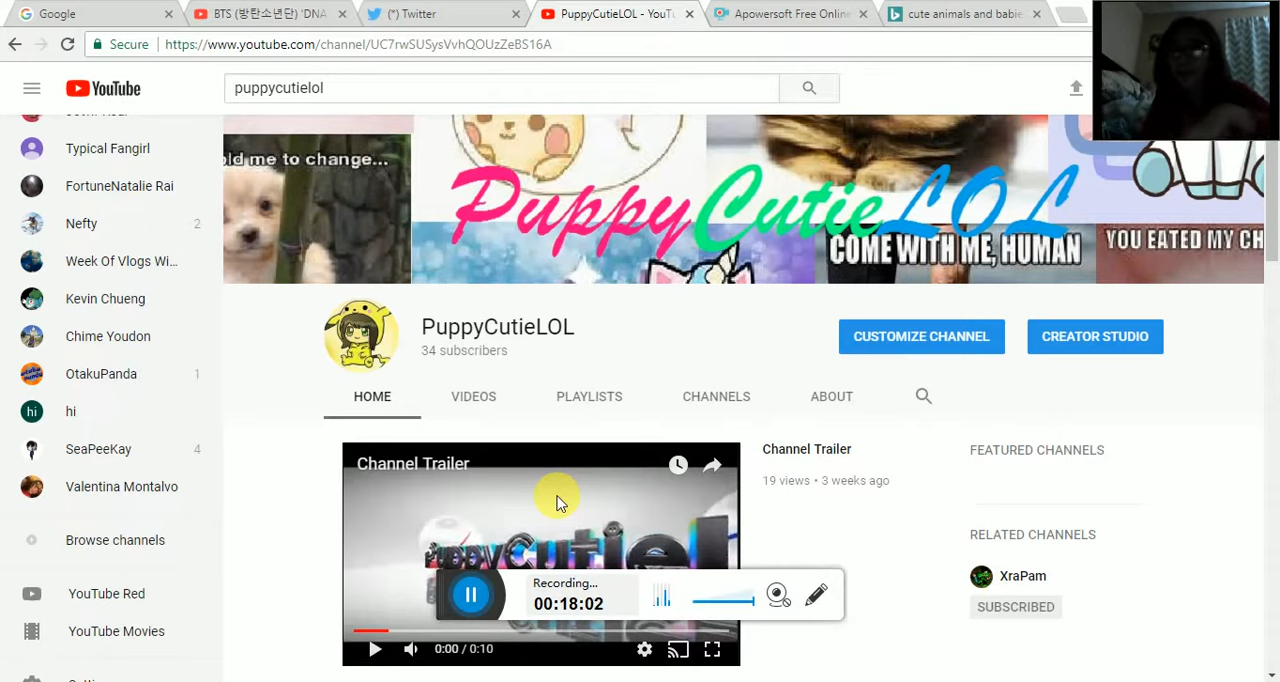 Google
BTS (방탄소년단) 'DNA
(*) Twitter
PuppyCutieLOL - YouT
Apowersoft Free Online
cute animals and babie
Secure
https://www.youtube.com/channel/UC7rwSUSysVvhQOUzZeBS16A
YouTube
puppycutielol
Typical Fangirl
FortuneNatalie Rai
Nefty 2
Week Of Vlogs Wi...
Kevin Chueng
Chime Youdon
OtakuPanda 1
hi hi
SeaPeeKay 4
Valentina Montalvo
Browse channels
YouTube Red
YouTube Movies
old me to change...
PuppyCutieLOL
COME WITH ME, HUMAN
YOU EATED MY CH
PuppyCutieLOL
34 subscribers
CUSTOMIZE CHANNEL
CREATOR STUDIO
HOME VIDEOS PLAYLISTS CHANNELS ABOUT
Channel Trailer
Puppycutielol
Recording...
00:18:02
0:00 / 0:10
Channel Trailer
19 views • 3 weeks ago
FEATURED CHANNELS
RELATED CHANNELS
XraPam
SUBSCRIBED